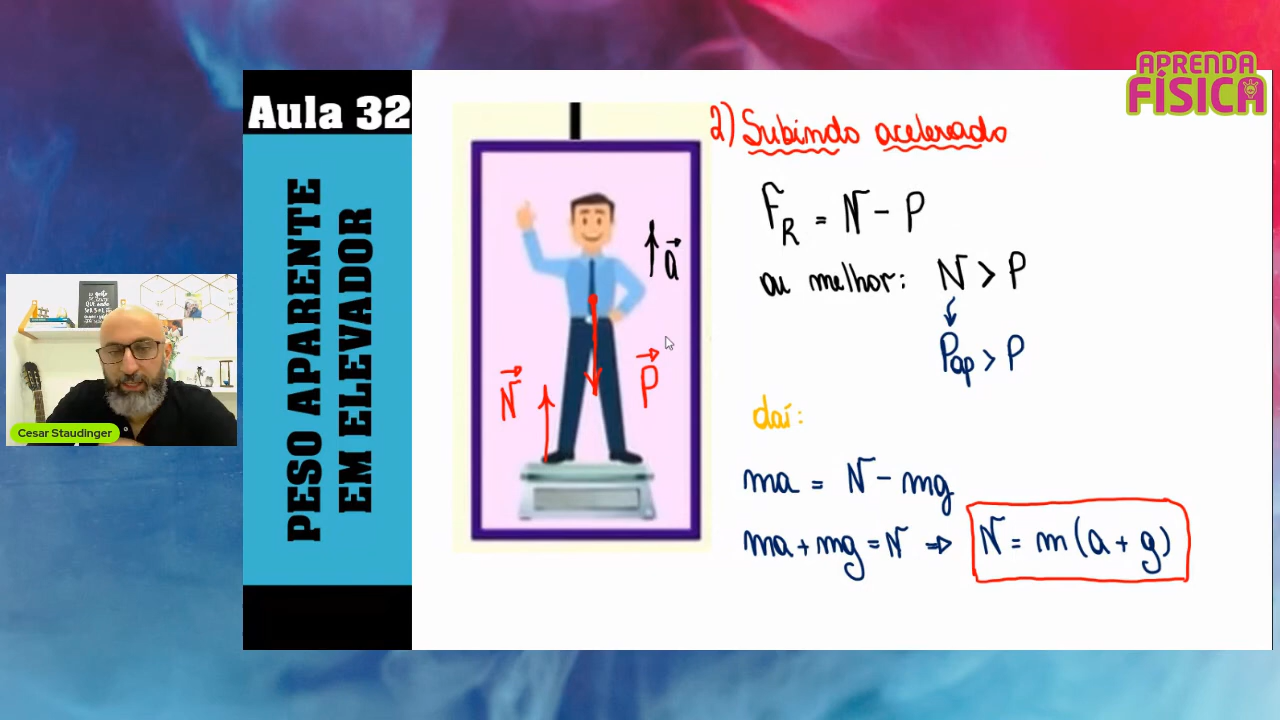 APRENDA
FÍSICA
Aula 32
PESO APARENTE
EM ELEVADOR
2) Subindo acelerado
F_R = N - P
ou melhor: N > P
Pap > P
daí:
ma = N - mg
ma + mg = N ⇒ N = m(a + g)
a
N
P
Cesar Staudinger